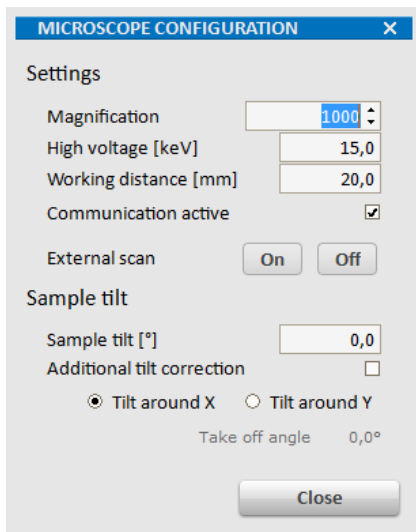 MICROSCOPE CONFIGURATION
Settings
Magnification 1000
High voltage [keV] 15,0
Working distance [mm] 20,0
Communication active
External scan On Off
Sample tilt
Sample tilt [°] 0,0
Additional tilt correction
Tilt around X Tilt around Y
Take off angle 0,0°
Close